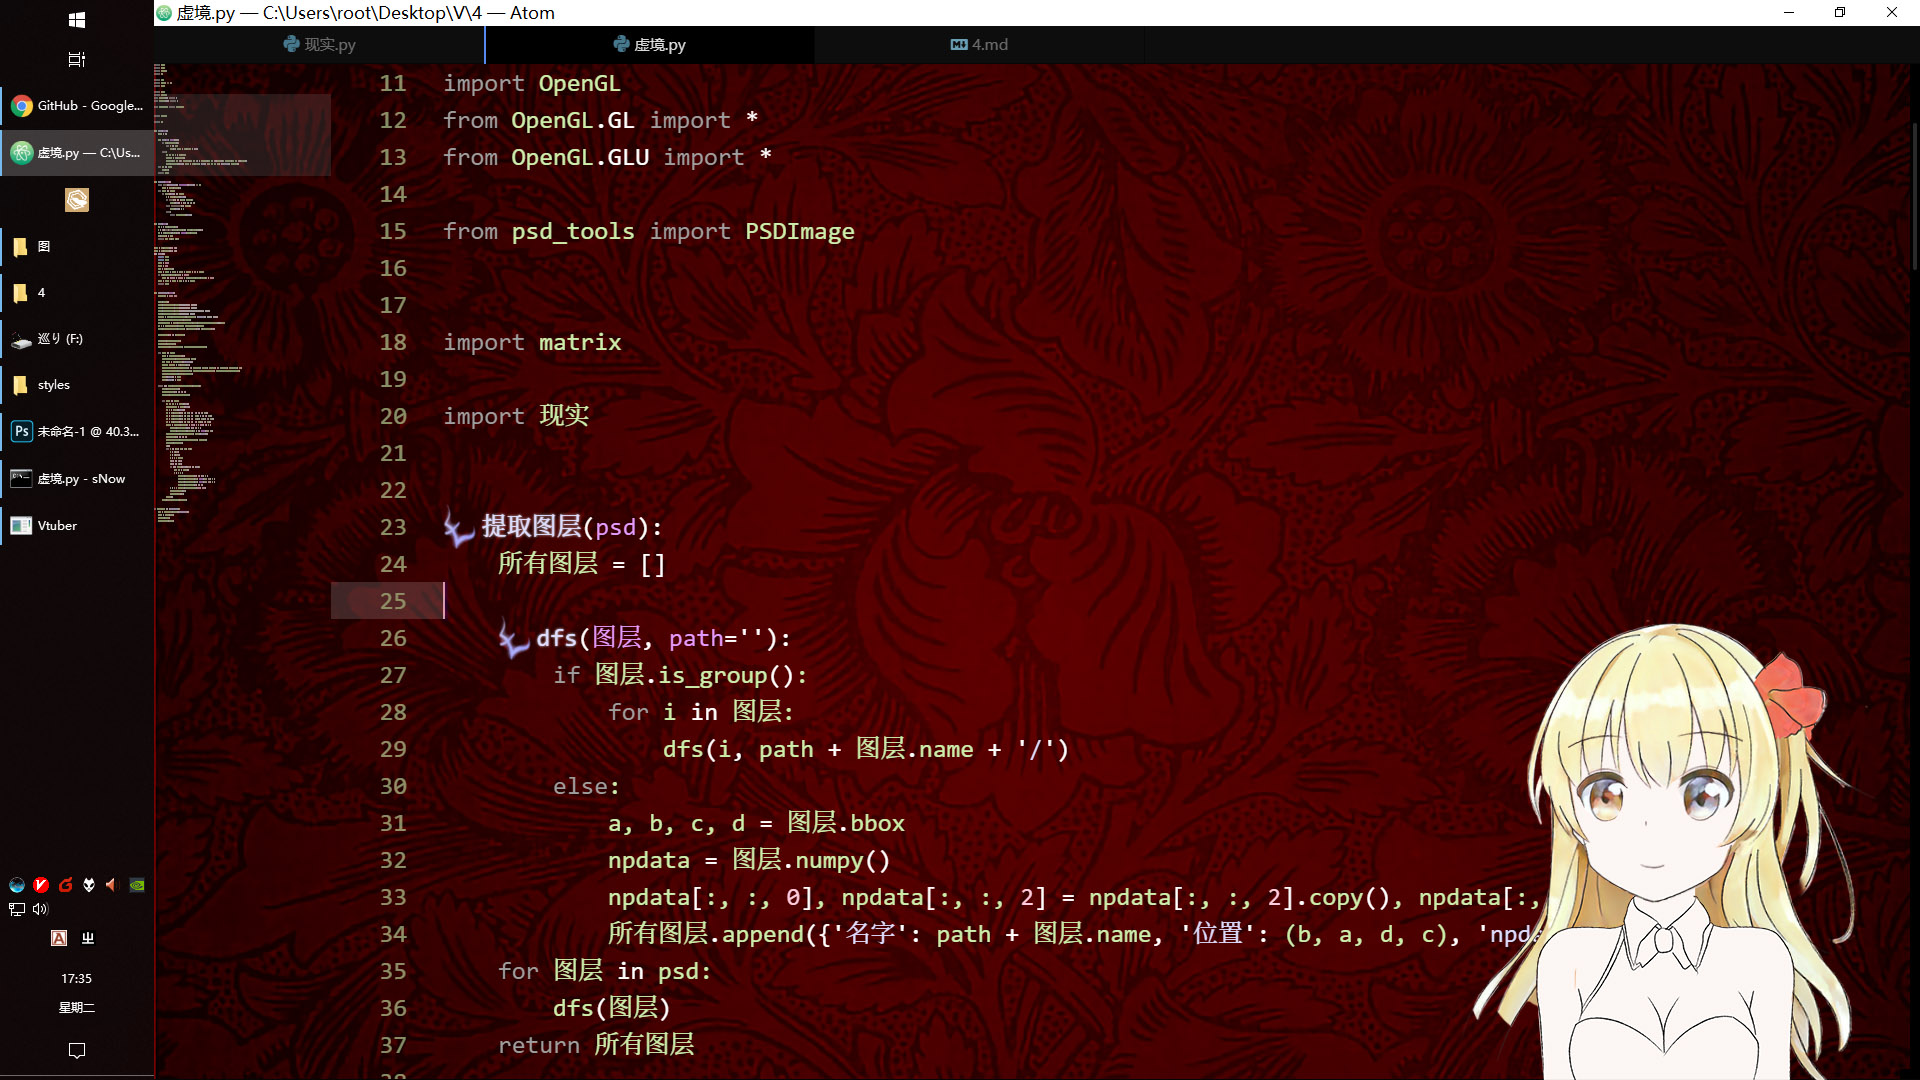 虚境.py — C:\Users\root\Desktop\V\4 — Atom
现实.py
虚境.py
4.md
GitHub - Google...
虚境.py — C:\Us...
图
4
巡り (F:)
styles
Ps 未命名-1 @ 40.3...
虚境.py - sNow
Vtuber
A
17:35
星期二
11 import OpenGL
12 from OpenGL.GL import *
13 from OpenGL.GLU import *
14
15 from psd_tools import PSDImage
16
17
18 import matrix
19
20 import 现实
21
22
23 提取图层(psd):
24 所有图层 = []
25
26 dfs(图层, path=''):
27 if 图层.is_group():
28 for i in 图层:
29 dfs(i, path + 图层.name + '/')
30 else:
31 a, b, c, d = 图层.bbox
32 npdata = 图层.numpy()
33 npdata[:, :, 0], npdata[:, :, 2] = npdata[:, :, 2].copy(), npdata[:,
34 所有图层.append({'名字': path + 图层.name, '位置': (b, a, d, c), 'npd
35 for 图层 in psd:
36 dfs(图层)
37 return 所有图层